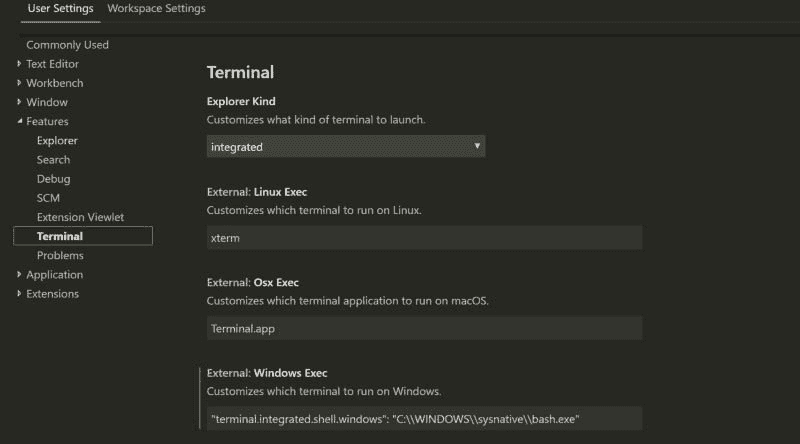 User Settings Workspace Settings
Commonly Used
Text Editor
Workbench
Window
Features
Explorer
Search
Debug
SCM
Extension Viewlet
Terminal
Problems
Application
Extensions
Terminal
Explorer Kind
Customizes what kind of terminal to launch.
integrated
External: Linux Exec
Customizes which terminal to run on Linux.
xterm
External: Osx Exec
Customizes which terminal application to run on macOS.
Terminal.app
External: Windows Exec
Customizes which terminal to run on Windows.
"terminal.integrated.shell.windows": "C:\\WINDOWS\\sysnative\\bash.exe"